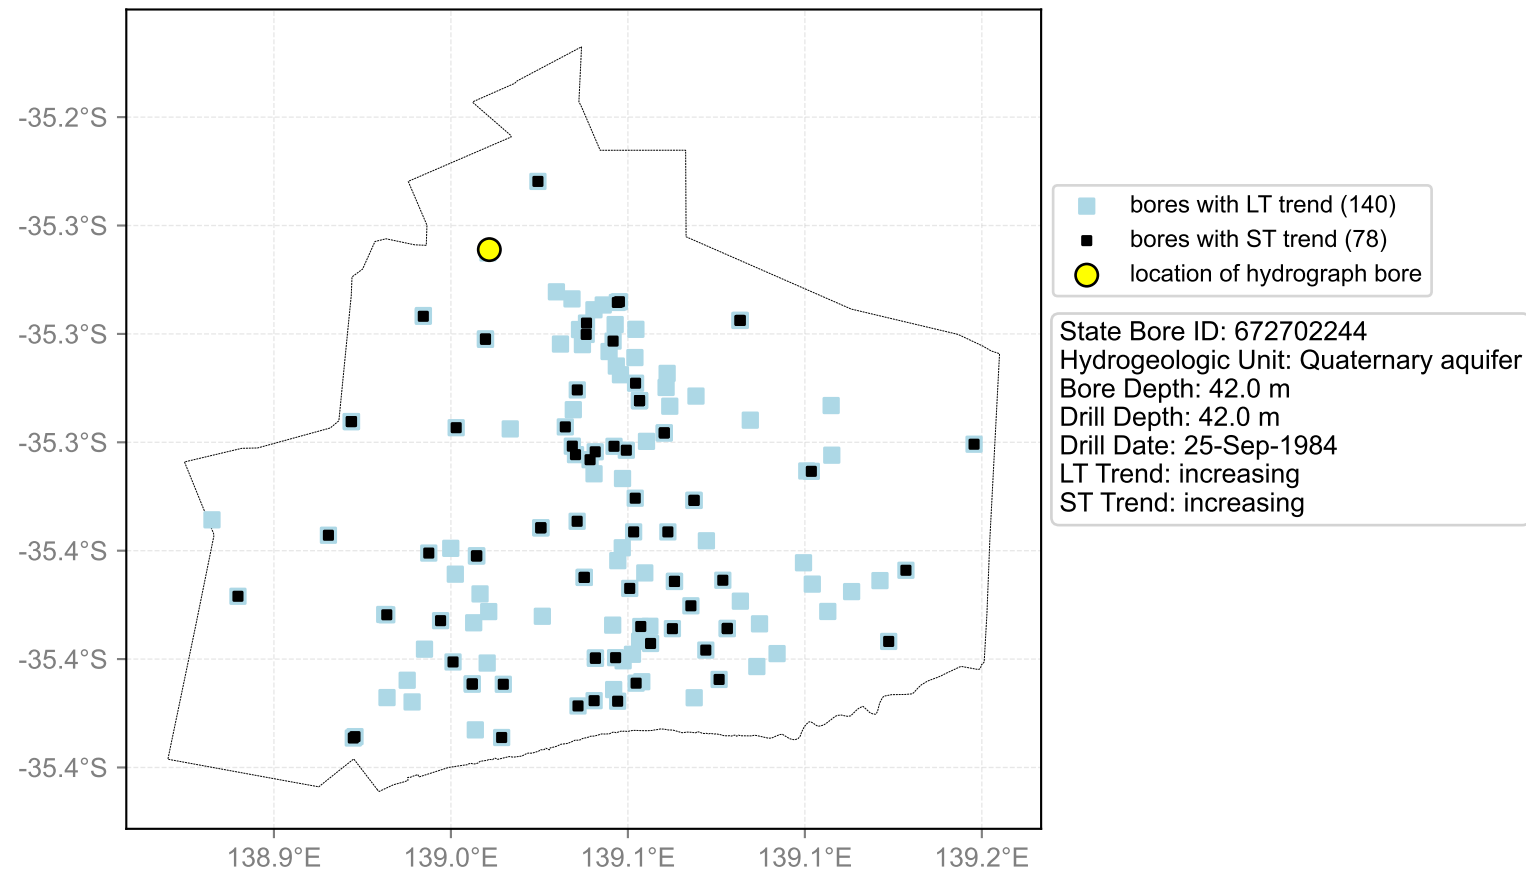 -35.2°S
-35.3°S
-35.3°S
-35.3°S
-35.4°S
-35.4°S
-35.4°S
138.9°E
139.0°E
139.1°E
139.1°E
139.2°E
bores with LT trend (140)
bores with ST trend (78)
location of hydrograph bore
State Bore ID: 672702244
Hydrogeologic Unit: Quaternary aquifer
Bore Depth: 42.0 m
Drill Depth: 42.0 m
Drill Date: 25-Sep-1984
LT Trend: increasing
ST Trend: increasing